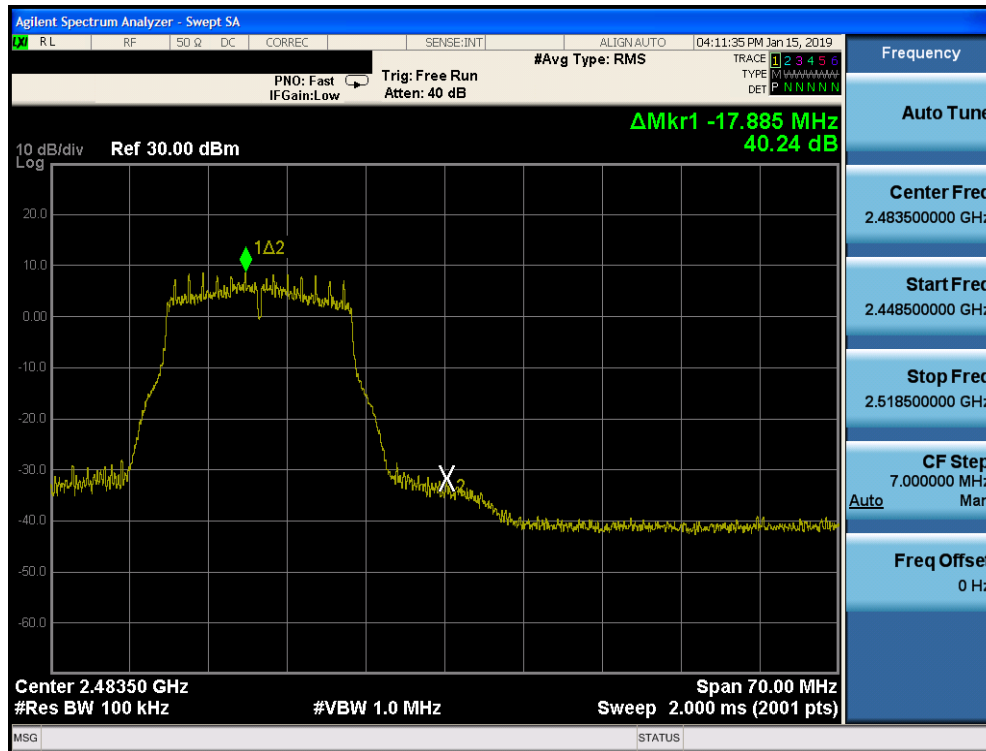 Agilent Spectrum Analyzer - Swept SA
LXI RL RF 50 Ω DC CORREC SENSE:INT ALIGN AUTO 04:11:35 PM Jan 15, 2019
#Avg Type: RMS
TRACE 1 2 3 4 5 6
PNO: Fast Trig: Free Run
TYPE M WWWWW
IFGain:Low Atten: 40 dB
DET P N N N N N
ΔMkr1 -17.885 MHz
40.24 dB
10 dB/div Ref 30.00 dBm
Log
20.0
1Δ2
10.0
0.00
-10.0
-20.0
-30.0
X2
-40.0
-50.0
-60.0
Center 2.48350 GHz Span 70.00 MHz
#Res BW 100 kHz #VBW 1.0 MHz Sweep 2.000 ms (2001 pts)
MSG STATUS
Frequency
Auto Tune
Center Freq
2.483500000 GHz
Start Freq
2.448500000 GHz
Stop Freq
2.518500000 GHz
CF Step
7.000000 MHz
Auto Man
Freq Offset
0 Hz